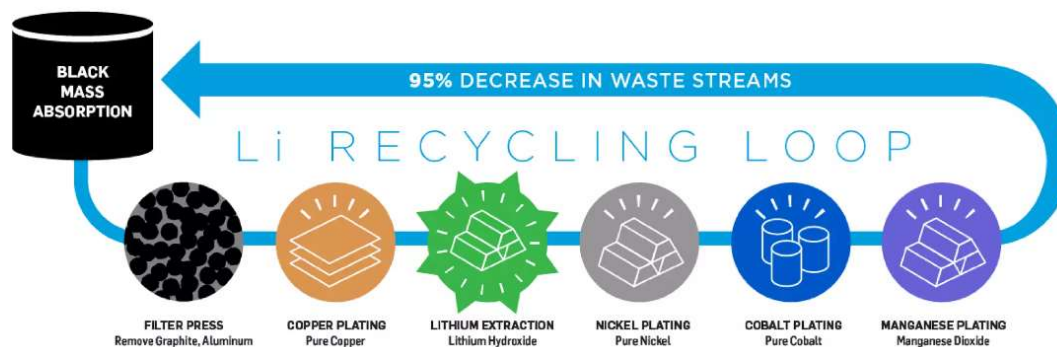 BLACK
MASS
ABSORPTION
95% DECREASE IN WASTE STREAMS
Li RECYCLING LOOP
FILTER PRESS
Remove Graphite, Aluminum
COPPER PLATING
Pure Copper
LITHIUM EXTRACTION
Lithium Hydroxide
NICKEL PLATING
Pure Nickel
COBALT PLATING
Pure Cobalt
MANGANESE PLATING
Manganese Dioxide